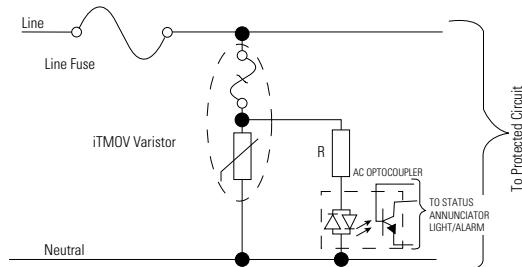 Line
Line Fuse
iTMOV Varistor
R
AC OPTOCOUPLER
TO STATUS
ANNUNCIATOR
LIGHT/ALARM
To Protected Circuit
Neutral